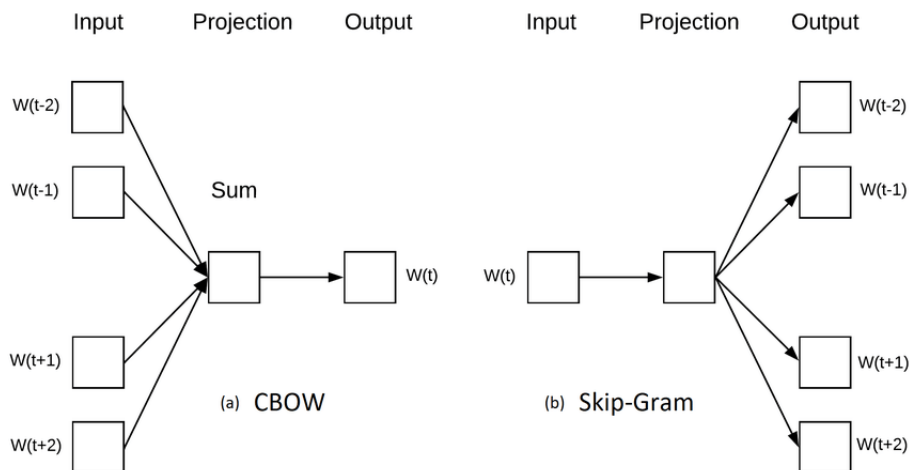 Input Projection Output Input Projection Output
W(t-2) W(t-2)
W(t-1) Sum W(t-1)
W(t) W(t)
W(t+1) W(t+1)
(a) CBOW (b) Skip-Gram
W(t+2) W(t+2)